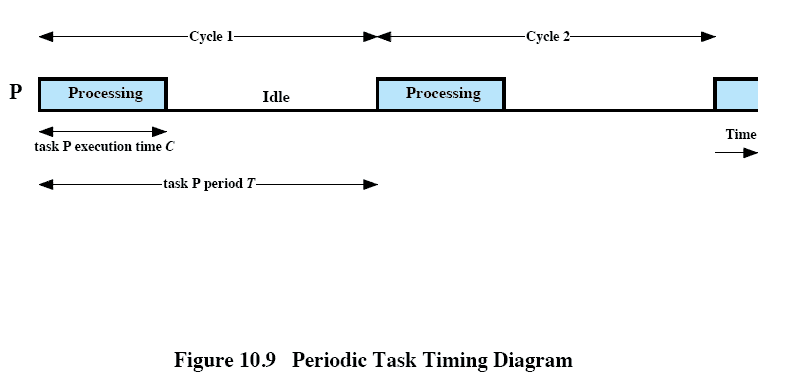 Cycle 1
Cycle 2
P
Processing
Idle
Processing
Time
task P execution time C
task P period T
Figure 10.9 Periodic Task Timing Diagram